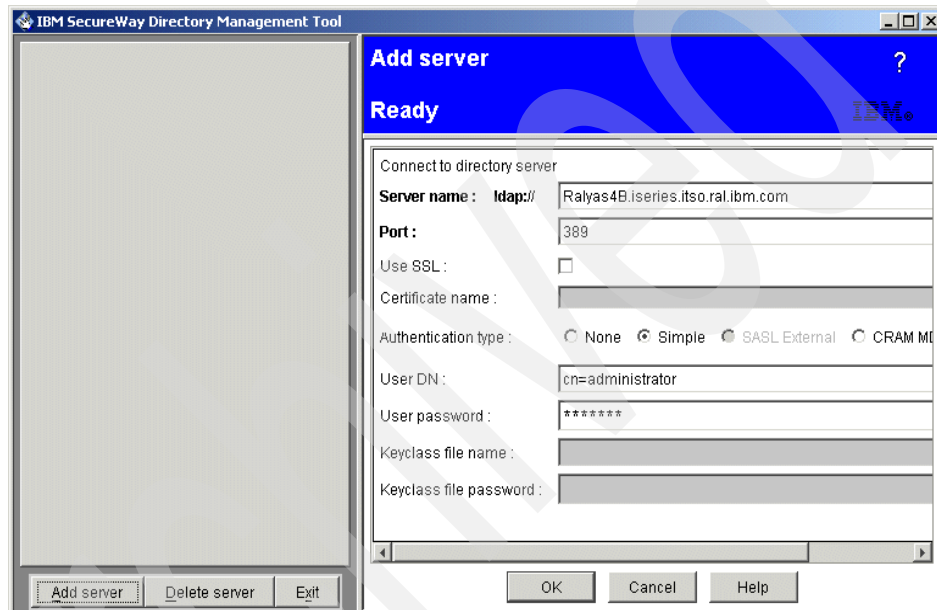 IBM SecureWay Directory Management Tool
Add server
?
Ready
IBM
Connect to directory server
Server name : ldap:// Ralyas4B.iseries.itso.ral.ibm.com
Port : 389
Use SSL :
Certificate name :
Authentication type : None Simple SASL External CRAM MD
User DN : cn=administrator
User password : *******
Keyclass file name :
Keyclass file password :
Add server Delete server Exit
OK Cancel Help